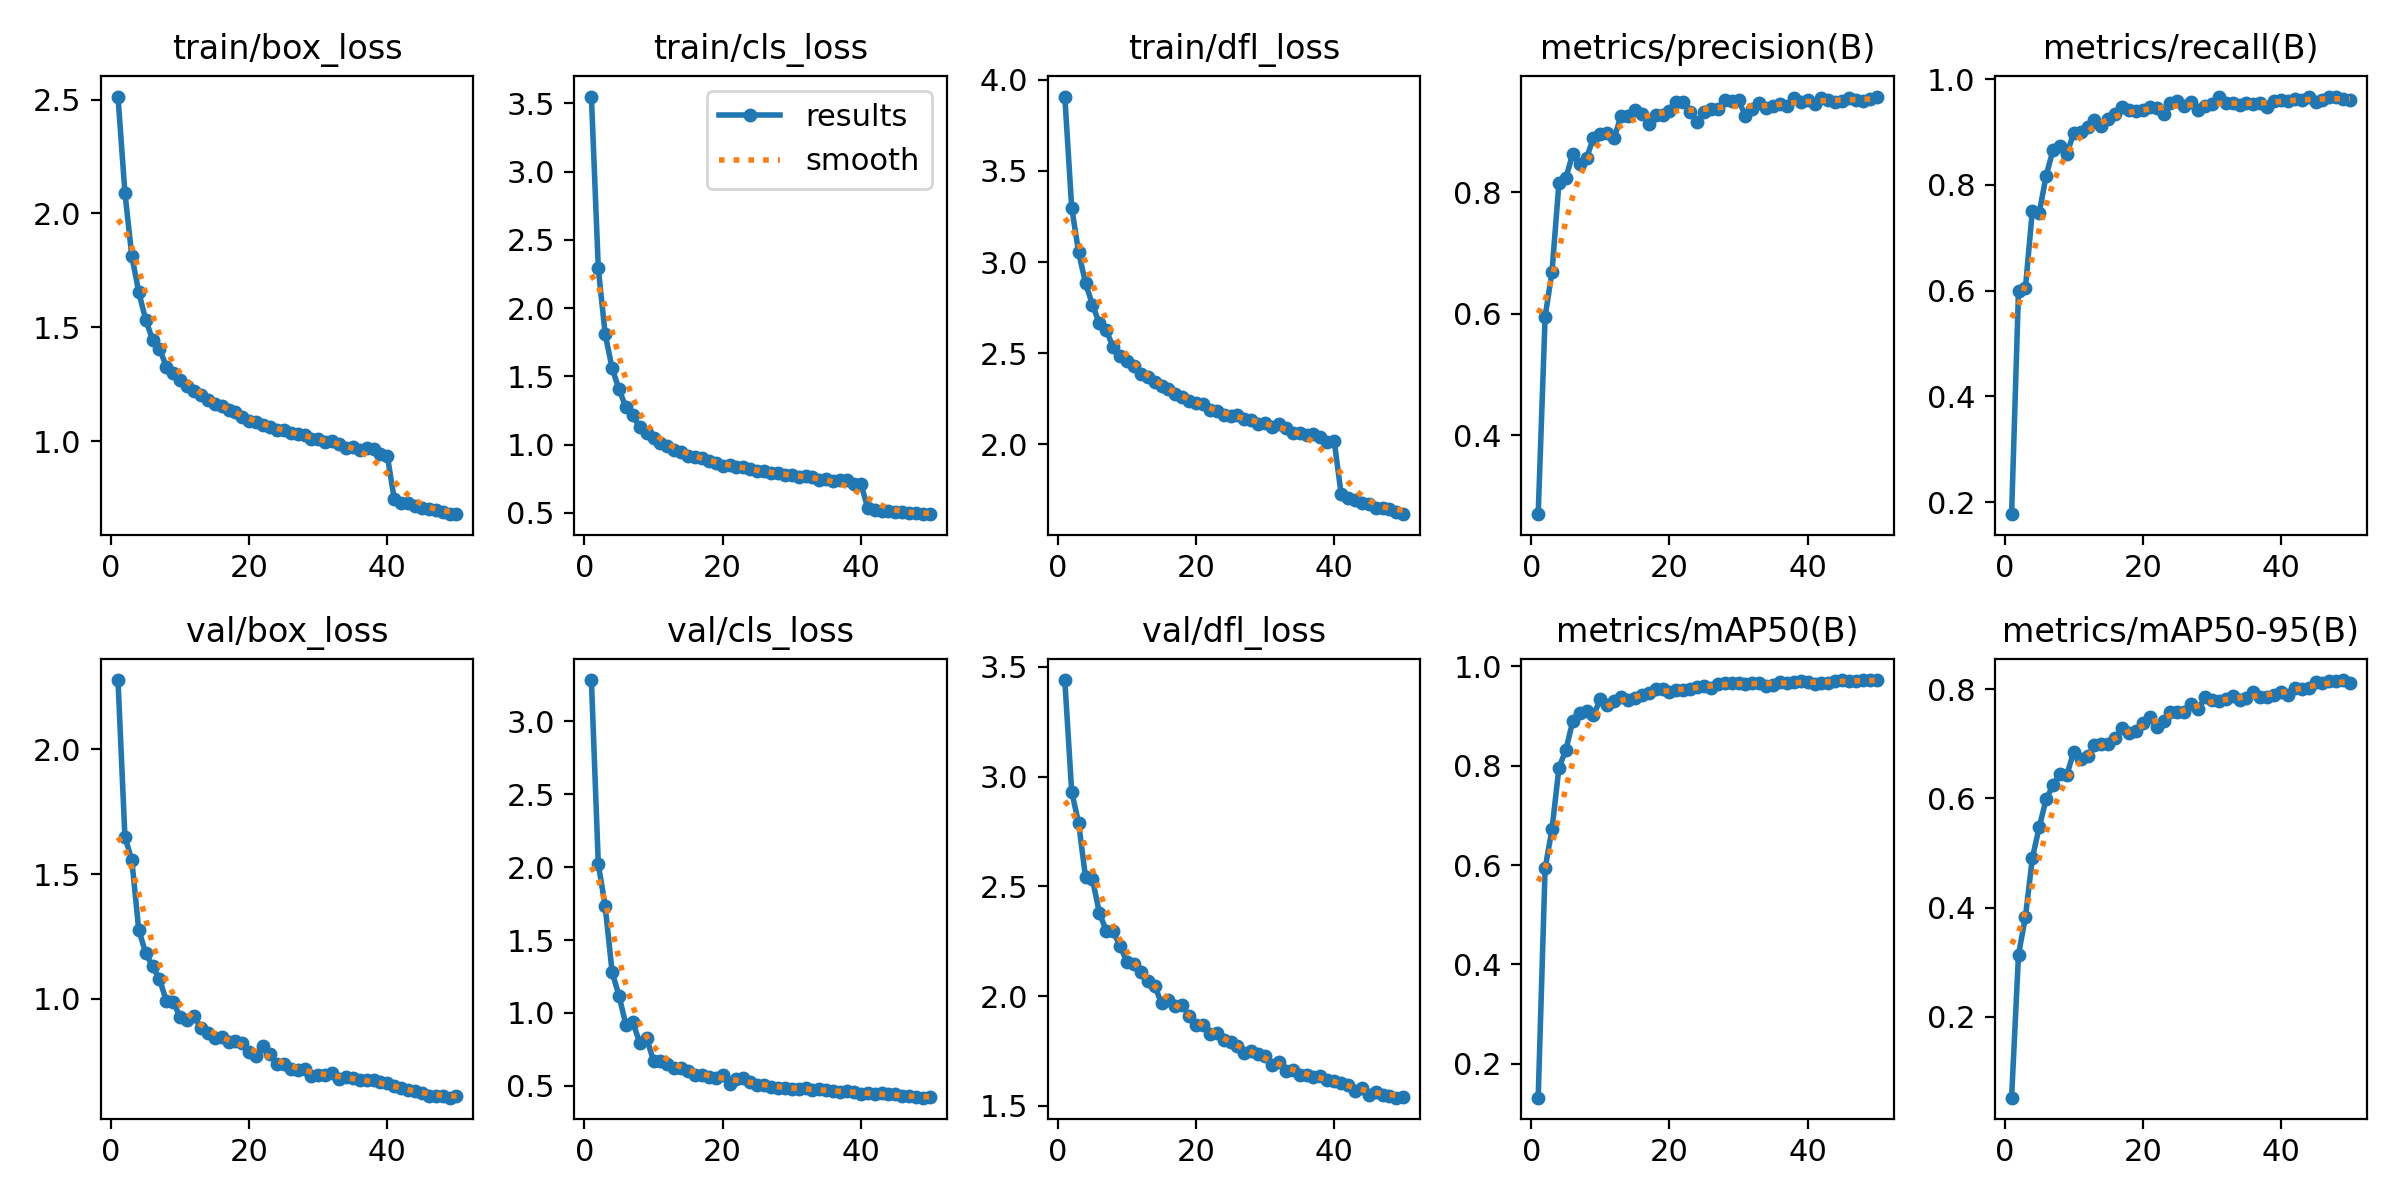 train/box_loss
2.5
2.0
1.5
1.0
0 20 40
train/cls_loss
results
smooth
3.5
3.0
2.5
2.0
1.5
1.0
0.5
0 20 40
train/dfl_loss
4.0
3.5
3.0
2.5
2.0
0 20 40
metrics/precision(B)
0.8
0.6
0.4
0 20 40
metrics/recall(B)
1.0
0.8
0.6
0.4
0.2
0 20 40
val/box_loss
2.0
1.5
1.0
0 20 40
val/cls_loss
3.0
2.5
2.0
1.5
1.0
0.5
0 20 40
val/dfl_loss
3.5
3.0
2.5
2.0
1.5
0 20 40
metrics/mAP50(B)
1.0
0.8
0.6
0.4
0.2
0 20 40
metrics/mAP50-95(B)
0.8
0.6
0.4
0.2
0 20 40